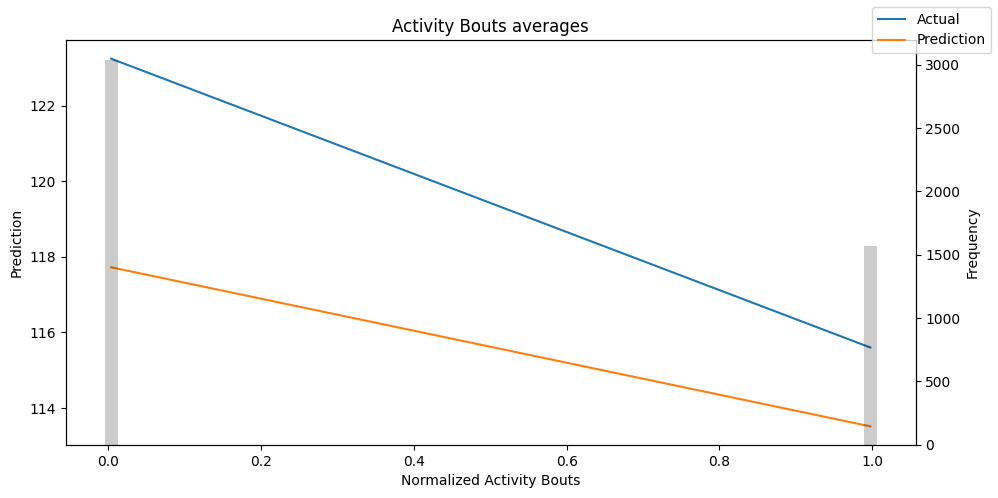 Activity Bouts averages
Actual
Prediction
Prediction
122
120
118
116
114
3000
2500
2000
1500
1000
500
0
Frequency
0.0 0.2 0.4 0.6 0.8 1.0
Normalized Activity Bouts